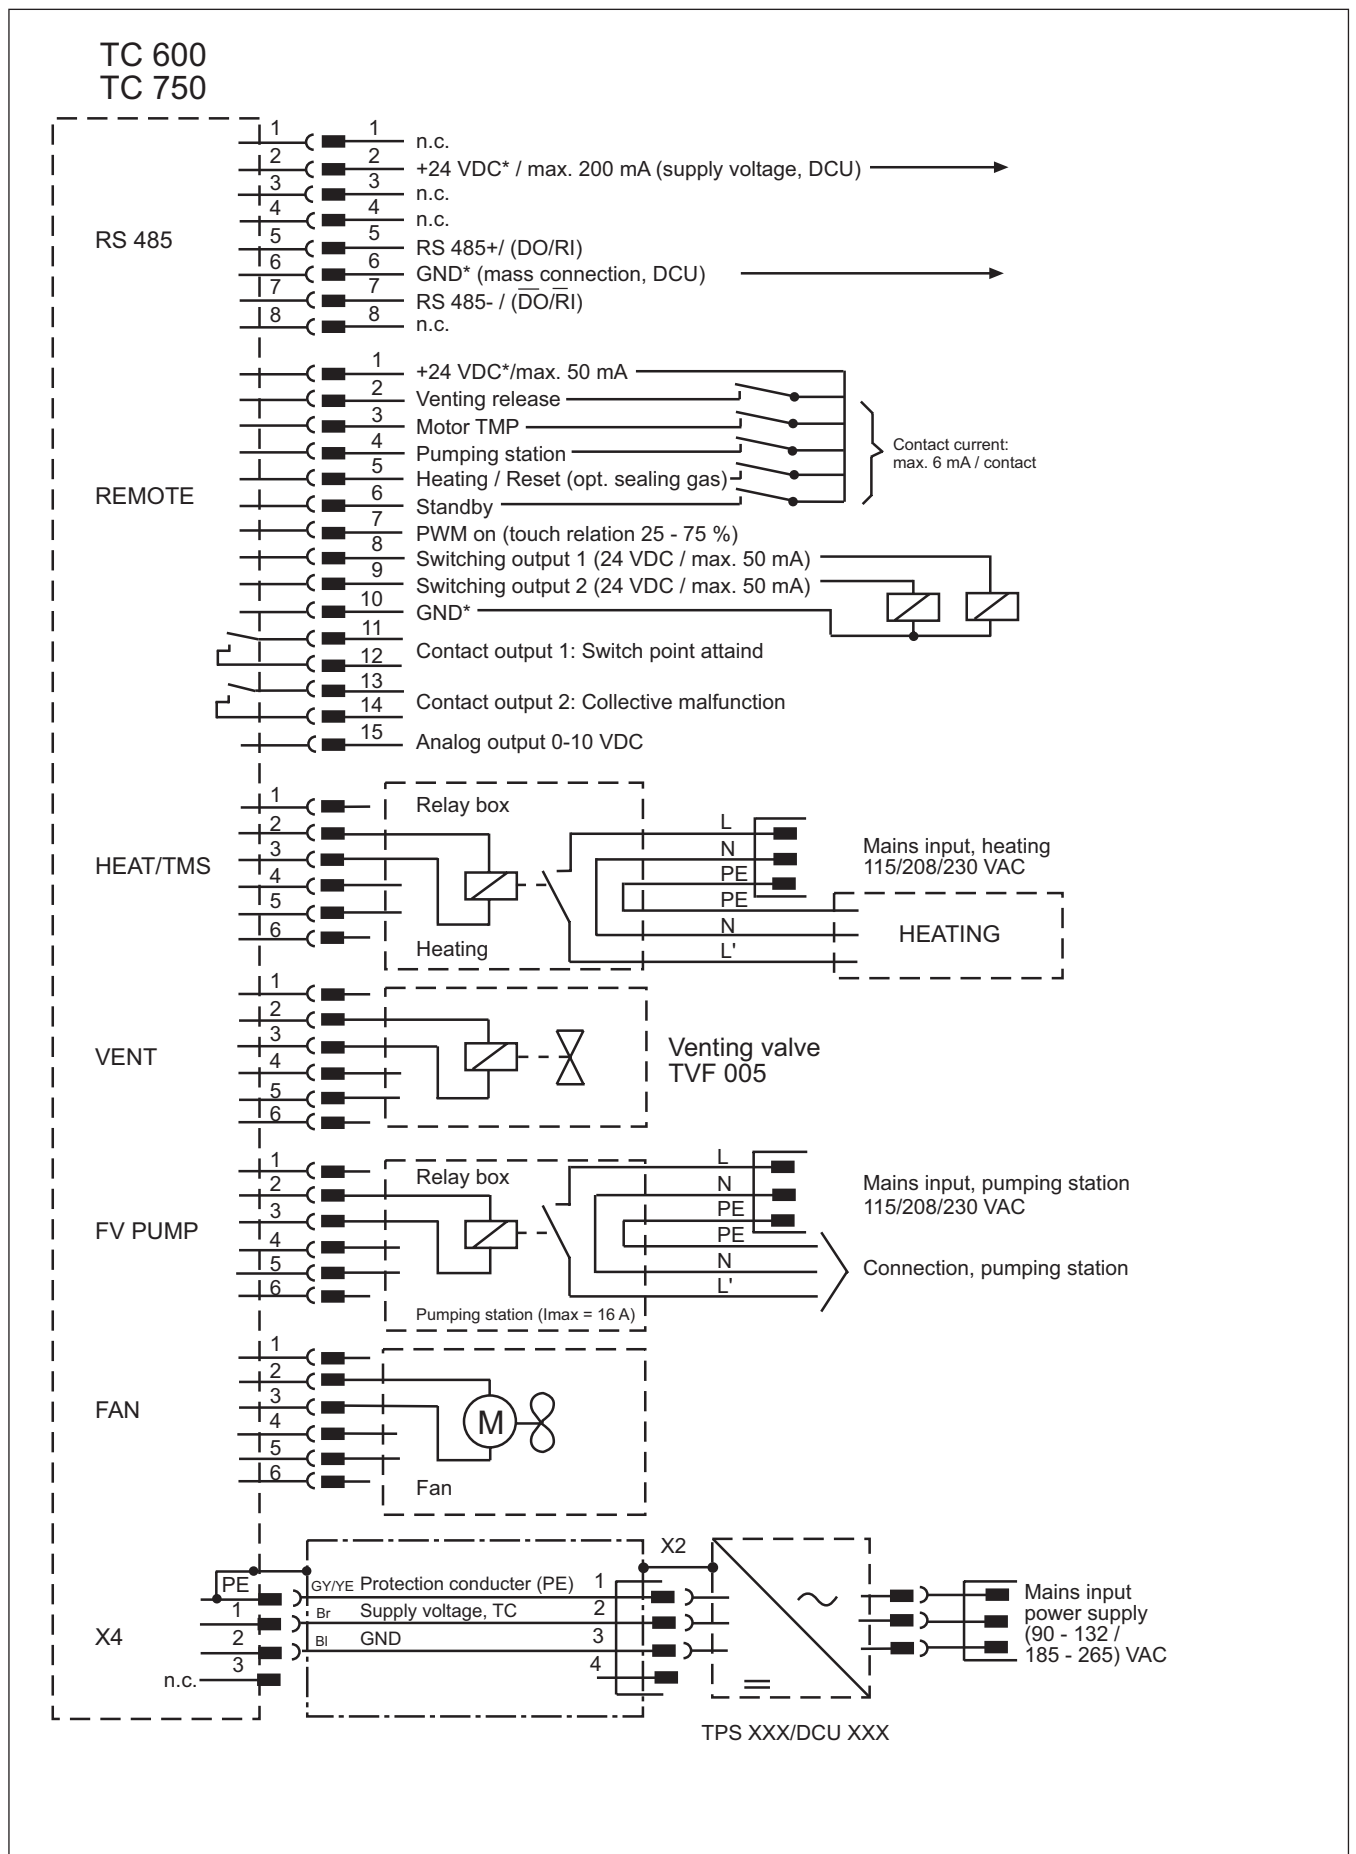 TC 600
TC 750
RS 485
1 1 n.c.
2 2 +24 VDC* / max. 200 mA (supply voltage, DCU)
3 3 n.c.
4 4 n.c.
5 5 RS 485+/ (DO/RI)
6 6 GND* (mass connection, DCU)
7 7 RS 485- / (D̅O̅/R̅I)
8 8 n.c.
REMOTE
1 +24 VDC*/max. 50 mA
2 Venting release
3 Motor TMP
4 Pumping station
5 Heating / Reset (opt. sealing gas)
6 Standby
Contact current:
max. 6 mA / contact
7 PWM on (touch relation 25 - 75 %)
8 Switching output 1 (24 VDC / max. 50 mA)
9 Switching output 2 (24 VDC / max. 50 mA)
10 GND*
11
12
Contact output 1: Switch point attaind
13
14
Contact output 2: Collective malfunction
15 Analog output 0-10 VDC
HEAT/TMS
1
2
3
4
5
6
Relay box
Heating
L
N
PE
PE
N
L'
Mains input, heating
115/208/230 VAC
HEATING
VENT
1
2
3
4
5
6
Venting valve
TVF 005
FV PUMP
1
2
3
4
5
6
Relay box
Pumping station (Imax = 16 A)
L
N
PE
PE
N
L'
Mains input, pumping station
115/208/230 VAC
Connection, pumping station
FAN
1
2
3
4
5
6
M
Fan
X4
PE
1
2
3
n.c.
GY/YE Protection conducter (PE) 1
Br Supply voltage, TC 2
Bl GND 3
4
X2
Mains input
power supply
(90 - 132 /
185 - 265) VAC
TPS XXX/DCU XXX